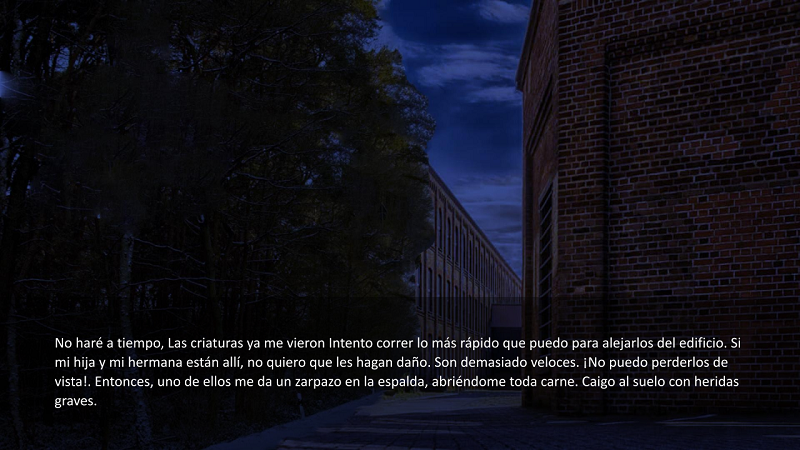 No haré a tiempo, Las criaturas ya me vieron Intento correr lo más rápido que puedo para alejarlos del edificio. Si
mi hija y mi hermana están allí, no quiero que les hagan daño. Son demasiado veloces. ¡No puedo perderlos de
vista!. Entonces, uno de ellos me da un zarpazo en la espalda, abriéndome toda carne. Caigo al suelo con heridas
graves.